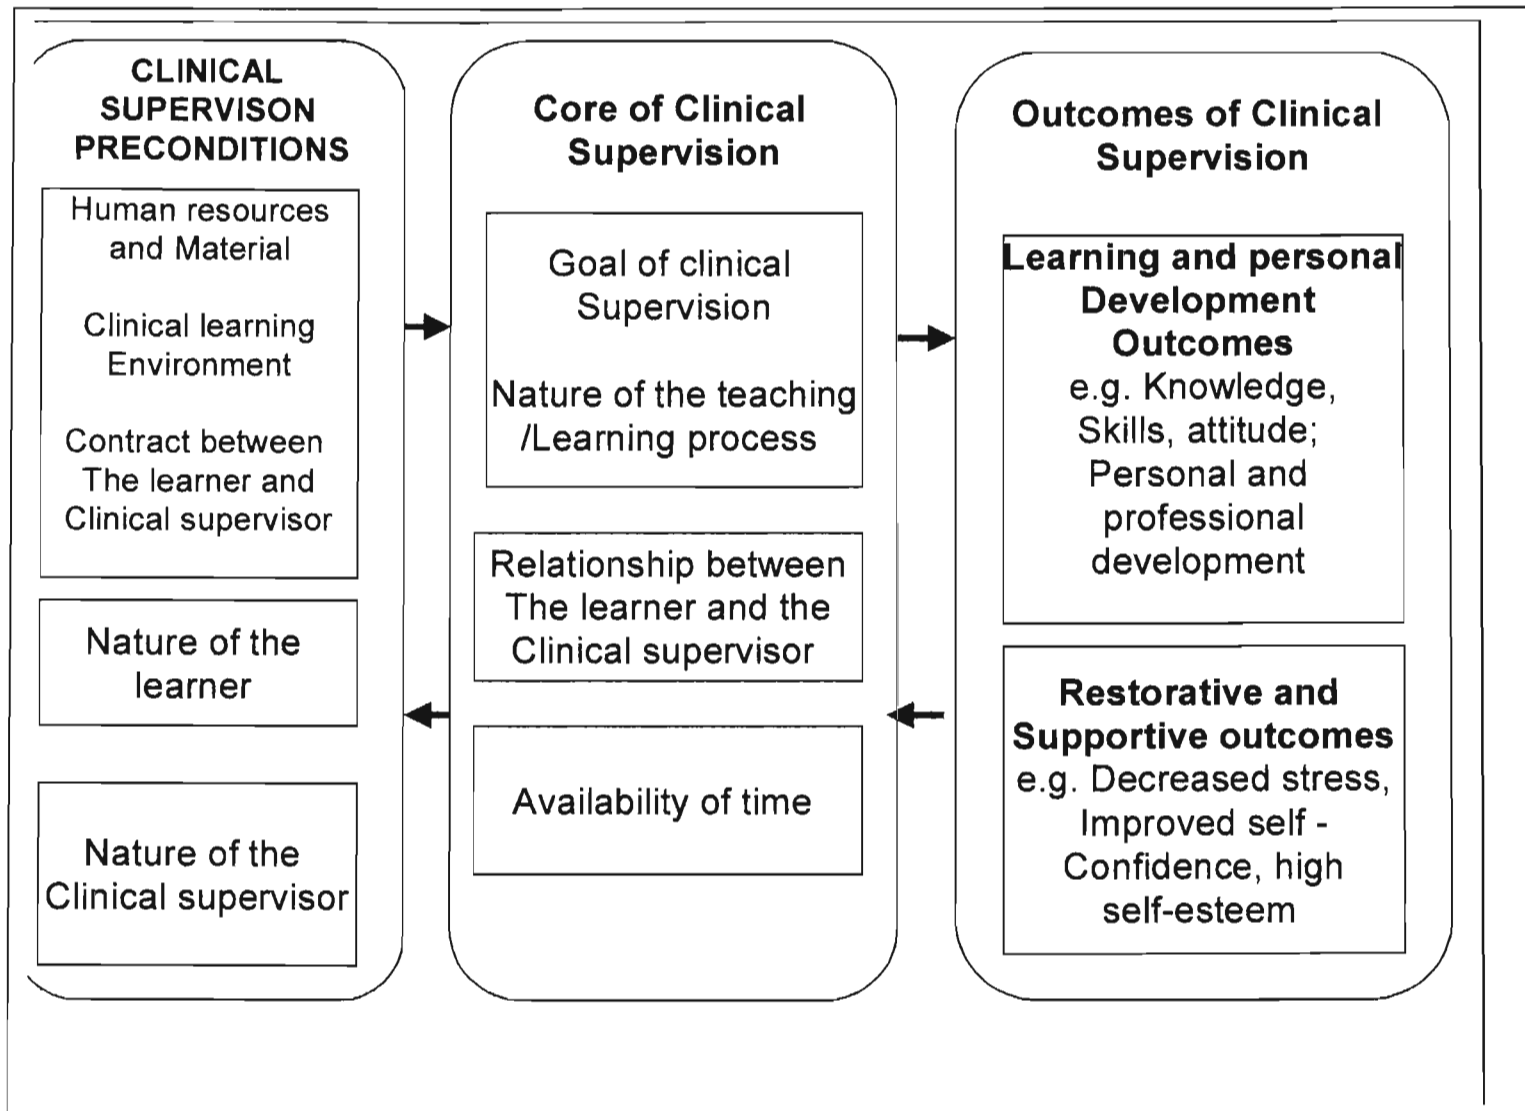 CLINICAL
SUPERVISON
PRECONDITIONS
Human resources
and Material
Clinical learning
Environment
Contract between
The learner and
Clinical supervisor
Nature of the
learner
Nature of the
Clinical supervisor
Core of Clinical
Supervision
Goal of clinical
Supervision
Nature of the teaching
/Learning process
Relationship between
The learner and the
Clinical supervisor
Availability of time
Outcomes of Clinical
Supervision
Learning and personal
Development
Outcomes
e.g. Knowledge,
Skills, attitude;
Personal and
professional
development
Restorative and
Supportive outcomes
e.g. Decreased stress,
Improved self -
Confidence, high
self-esteem